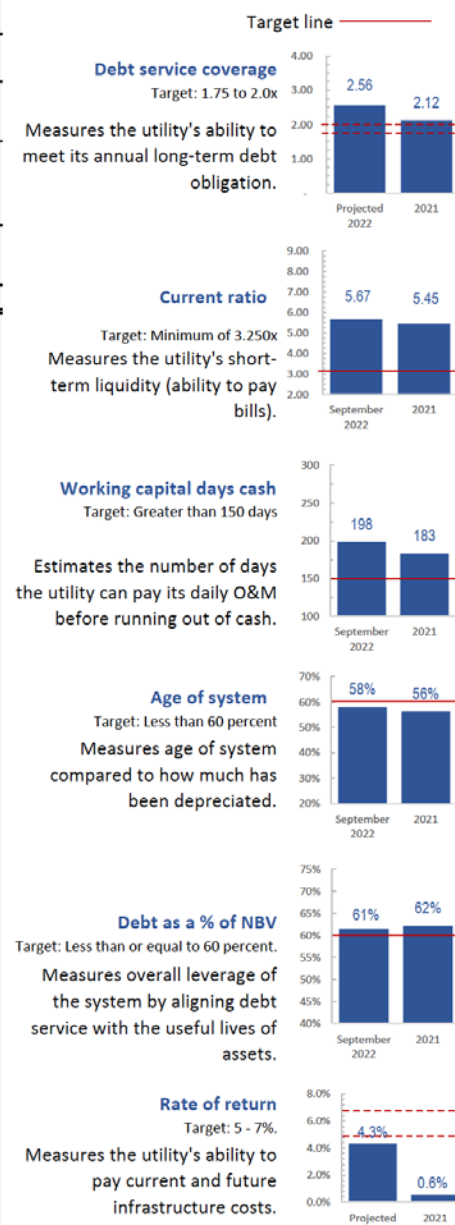 Target line
Debt service coverage
Target: 1.75 to 2.0x
Measures the utility's ability to
meet its annual long-term debt
obligation.
4.00
3.00
2.00
1.00
-
2.56
2.12
Projected
2022
2021
Current ratio
Target: Minimum of 3.250x
Measures the utility's short-
term liquidity (ability to pay
bills).
9.00
8.00
7.00
6.00
5.00
4.00
3.00
2.00
5.67
5.45
September
2022
2021
Working capital days cash
Target: Greater than 150 days
Estimates the number of days
the utility can pay its daily O&M
before running out of cash.
300
250
200
150
100
198
183
September
2022
2021
Age of system
Target: Less than 60 percent
Measures age of system
compared to how much has
been depreciated.
70%
60%
50%
40%
30%
20%
58%
56%
September
2022
2021
Debt as a % of NBV
Target: Less than or equal to 60 percent.
Measures overall leverage of
the system by aligning debt
service with the useful lives of
assets.
75%
70%
65%
60%
55%
50%
45%
40%
61%
62%
September
2022
2021
Rate of return
Target: 5 - 7%.
Measures the utility's ability to
pay current and future
infrastructure costs.
8.0%
6.0%
4.0%
2.0%
0.0%
4.3%
0.6%
Projected
2021